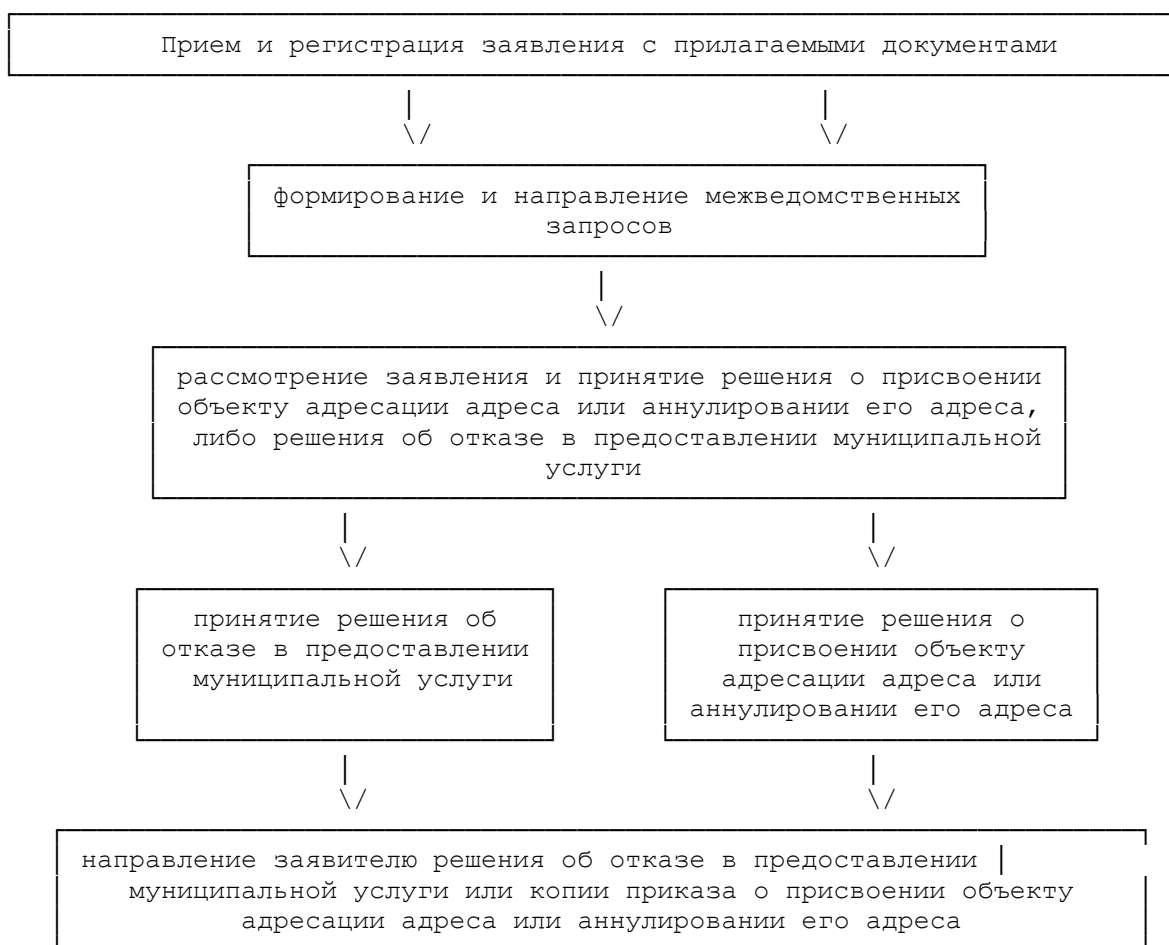 Прием и регистрация заявления с прилагаемыми документами
формирование и направление межведомственных
запросов
рассмотрение заявления и принятие решения о присвоении
объекту адресации адреса или аннулировании его адреса,
либо решения об отказе в предоставлении муниципальной
услуги
принятие решения об
отказе в предоставлении
муниципальной услуги
принятие решения о
присвоении объекту
адресации адреса или
аннулировании его адреса
направление заявителю решения об отказе в предоставлении
муниципальной услуги или копии приказа о присвоении объекту
адресации адреса или аннулировании его адреса